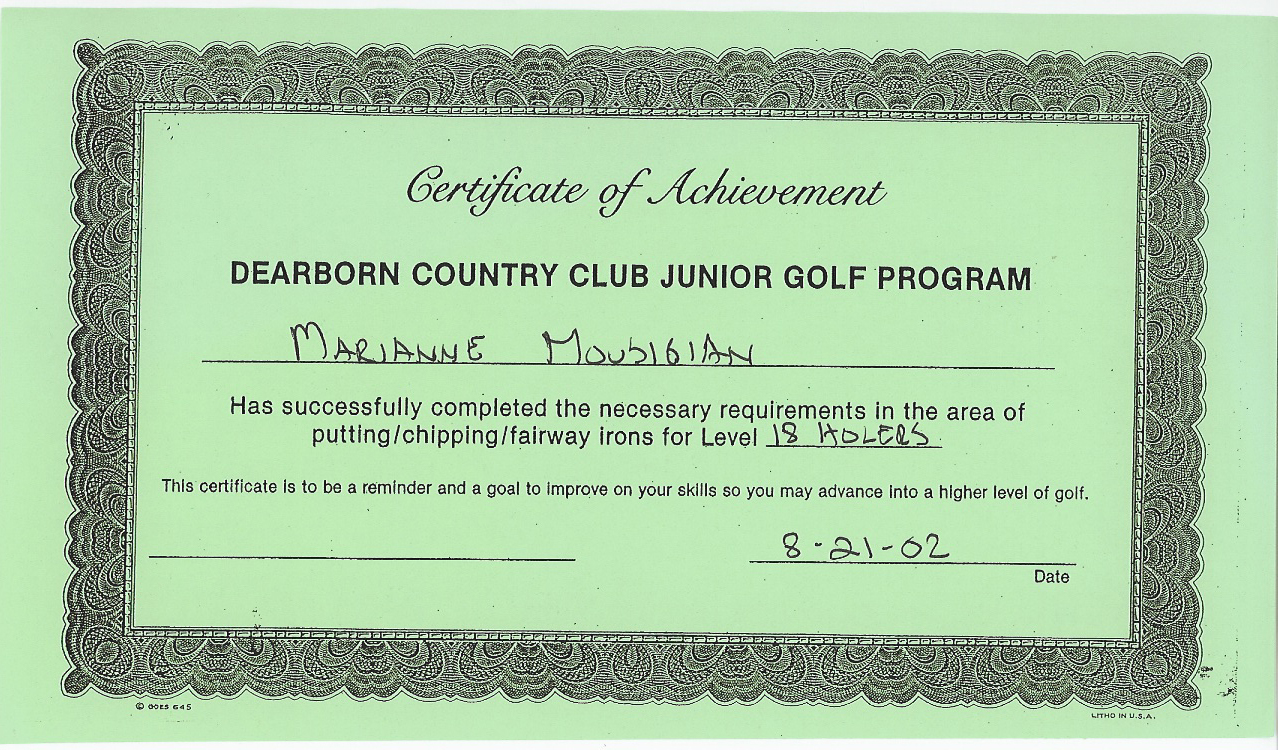 Certificate of Achievement
DEARBORN COUNTRY CLUB JUNIOR GOLF PROGRAM
MARIANNE
Has successfully completed the necessary requirements in the area of
putting/chipping/fairway irons for Level 18 HOLERS
This certificate is to be a reminder and a goal to improve on your skills so you may advance into a higher level of golf.
8-21-02
Date
© GOES 645
LITHO IN U.S.A.